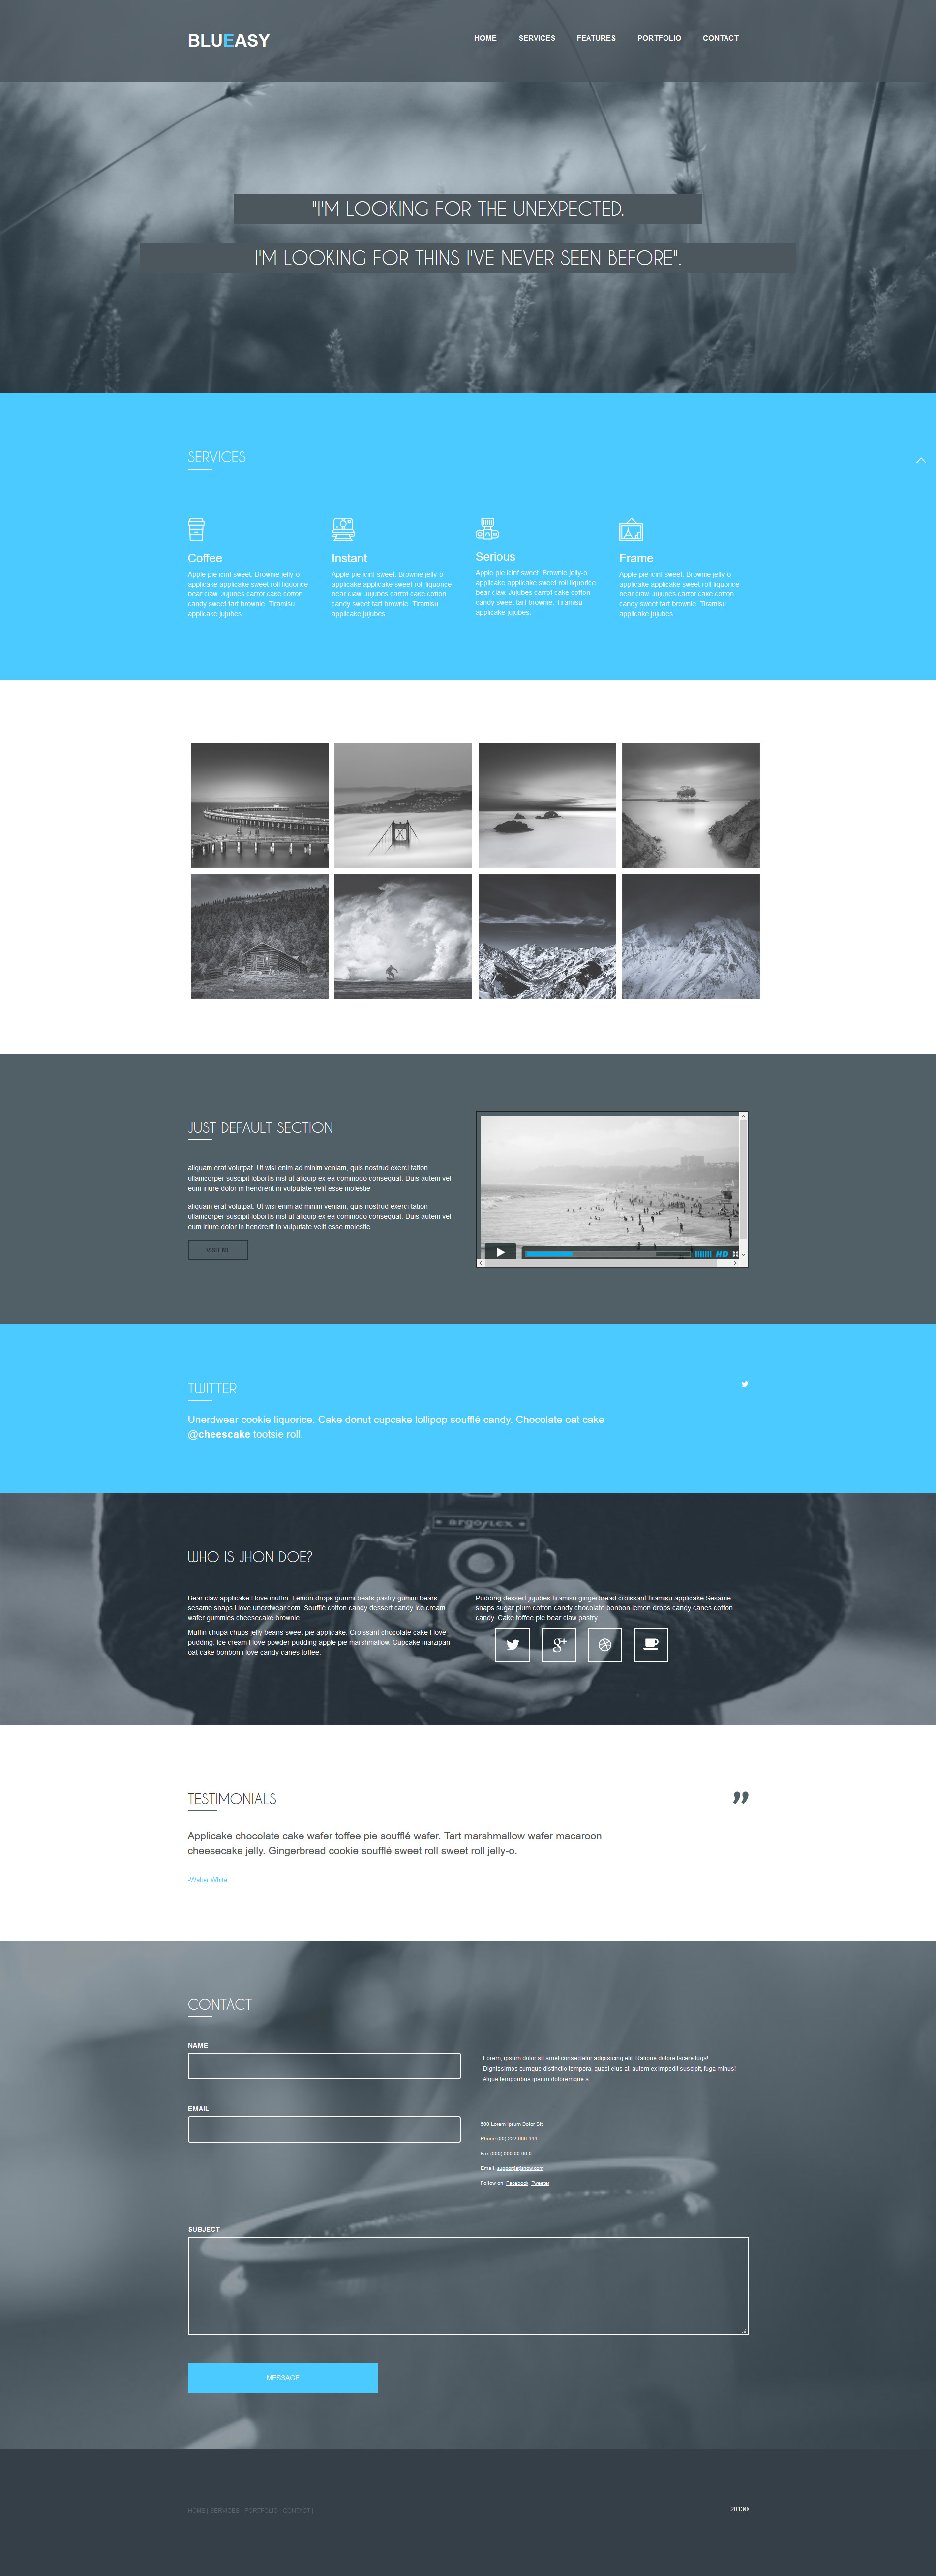 BLUEASY
HOME SERVICES FEATURES PORTFOLIO CONTACT
"I'M LOOKING FOR THE UNEXPECTED.
I'M LOOKING FOR THINS I'VE NEVER SEEN BEFORE".
SERVICES
Coffee
Apple pie icinf sweet. Brownie jelly-o
applicake applicake sweet roll liquorice
bear claw. Jujubes carrot cake cotton
candy sweet tart brownie. Tiramisu
applicake jujubes.
Instant
Apple pie icinf sweet. Brownie jelly-o
applicake applicake sweet roll liquorice
bear claw. Jujubes carrot cake cotton
candy sweet tart brownie. Tiramisu
applicake jujubes.
Serious
Apple pie icinf sweet. Brownie jelly-o
applicake applicake sweet roll liquorice
bear claw. Jujubes carrot cake cotton
candy sweet tart brownie. Tiramisu
applicake jujubes.
Frame
Apple pie icinf sweet. Brownie jelly-o
applicake applicake sweet roll liquorice
bear claw. Jujubes carrot cake cotton
candy sweet tart brownie. Tiramisu
applicake jujubes.
JUST DEFAULT SECTION
aliquam erat volutpat. Ut wisi enim ad minim veniam, quis nostrud exerci tation
ullamcorper suscipit lobortis nisl ut aliquip ex ea commodo consequat. Duis autem vel
eum iriure dolor in hendrerit in vulputate velit esse molestie
aliquam erat volutpat. Ut wisi enim ad minim veniam, quis nostrud exerci tation
ullamcorper suscipit lobortis nisl ut aliquip ex ea commodo consequat. Duis autem vel
eum iriure dolor in hendrerit in vulputate velit esse molestie
VISIT ME
HD
TWITTER
Unerdwear cookie liquorice. Cake donut cupcake lollipop soufflé candy. Chocolate oat cake
@cheescake tootsie roll.
argoflex
WHO IS JHON DOE?
Bear claw applicake I love muffin. Lemon drops gummi beats pastry gummi bears
sesame snaps I love unerdwear.com. Soufflé cotton candy dessert candy ice cream
wafer gummies cheesecake brownie.
Muffin chupa chups jelly beans sweet pie applicake. Croissant chocolate cake I love
pudding. Ice cream I love powder pudding apple pie marshmallow. Cupcake marzipan
oat cake bonbon i love candy canes toffee.
Pudding dessert jujubes tiramisu gingerbread croissant tiramisu applicake.Sesame
snaps sugar plum cotton candy chocolate bonbon lemon drops candy canes cotton
candy. Cake toffee pie bear claw pastry.
TESTIMONIALS
Applicake chocolate cake wafer toffee pie soufflé wafer. Tart marshmallow wafer macaroon
cheesecake jelly. Gingerbread cookie soufflé sweet roll sweet roll jelly-o.
-Walter White
CONTACT
NAME
EMAIL
Lorem, ipsum dolor sit amet consectetur adipisicing elit. Ratione dolore facere fuga!
Dignissimos cumque distinctio tempora, quasi eius at, autem ex impedit suscipit, fuga minus!
Atque temporibus ipsum doloremque a.
500 Lorem Ipsum Dolor Sit,
Phone:(00) 222 666 444
Fax:(000) 000 00 00 0
Follow on: Facebook, Tweeter
SUBJECT
MESSAGE
HOME | SERVICES | PORTFOLIO | CONTACT |
2013©